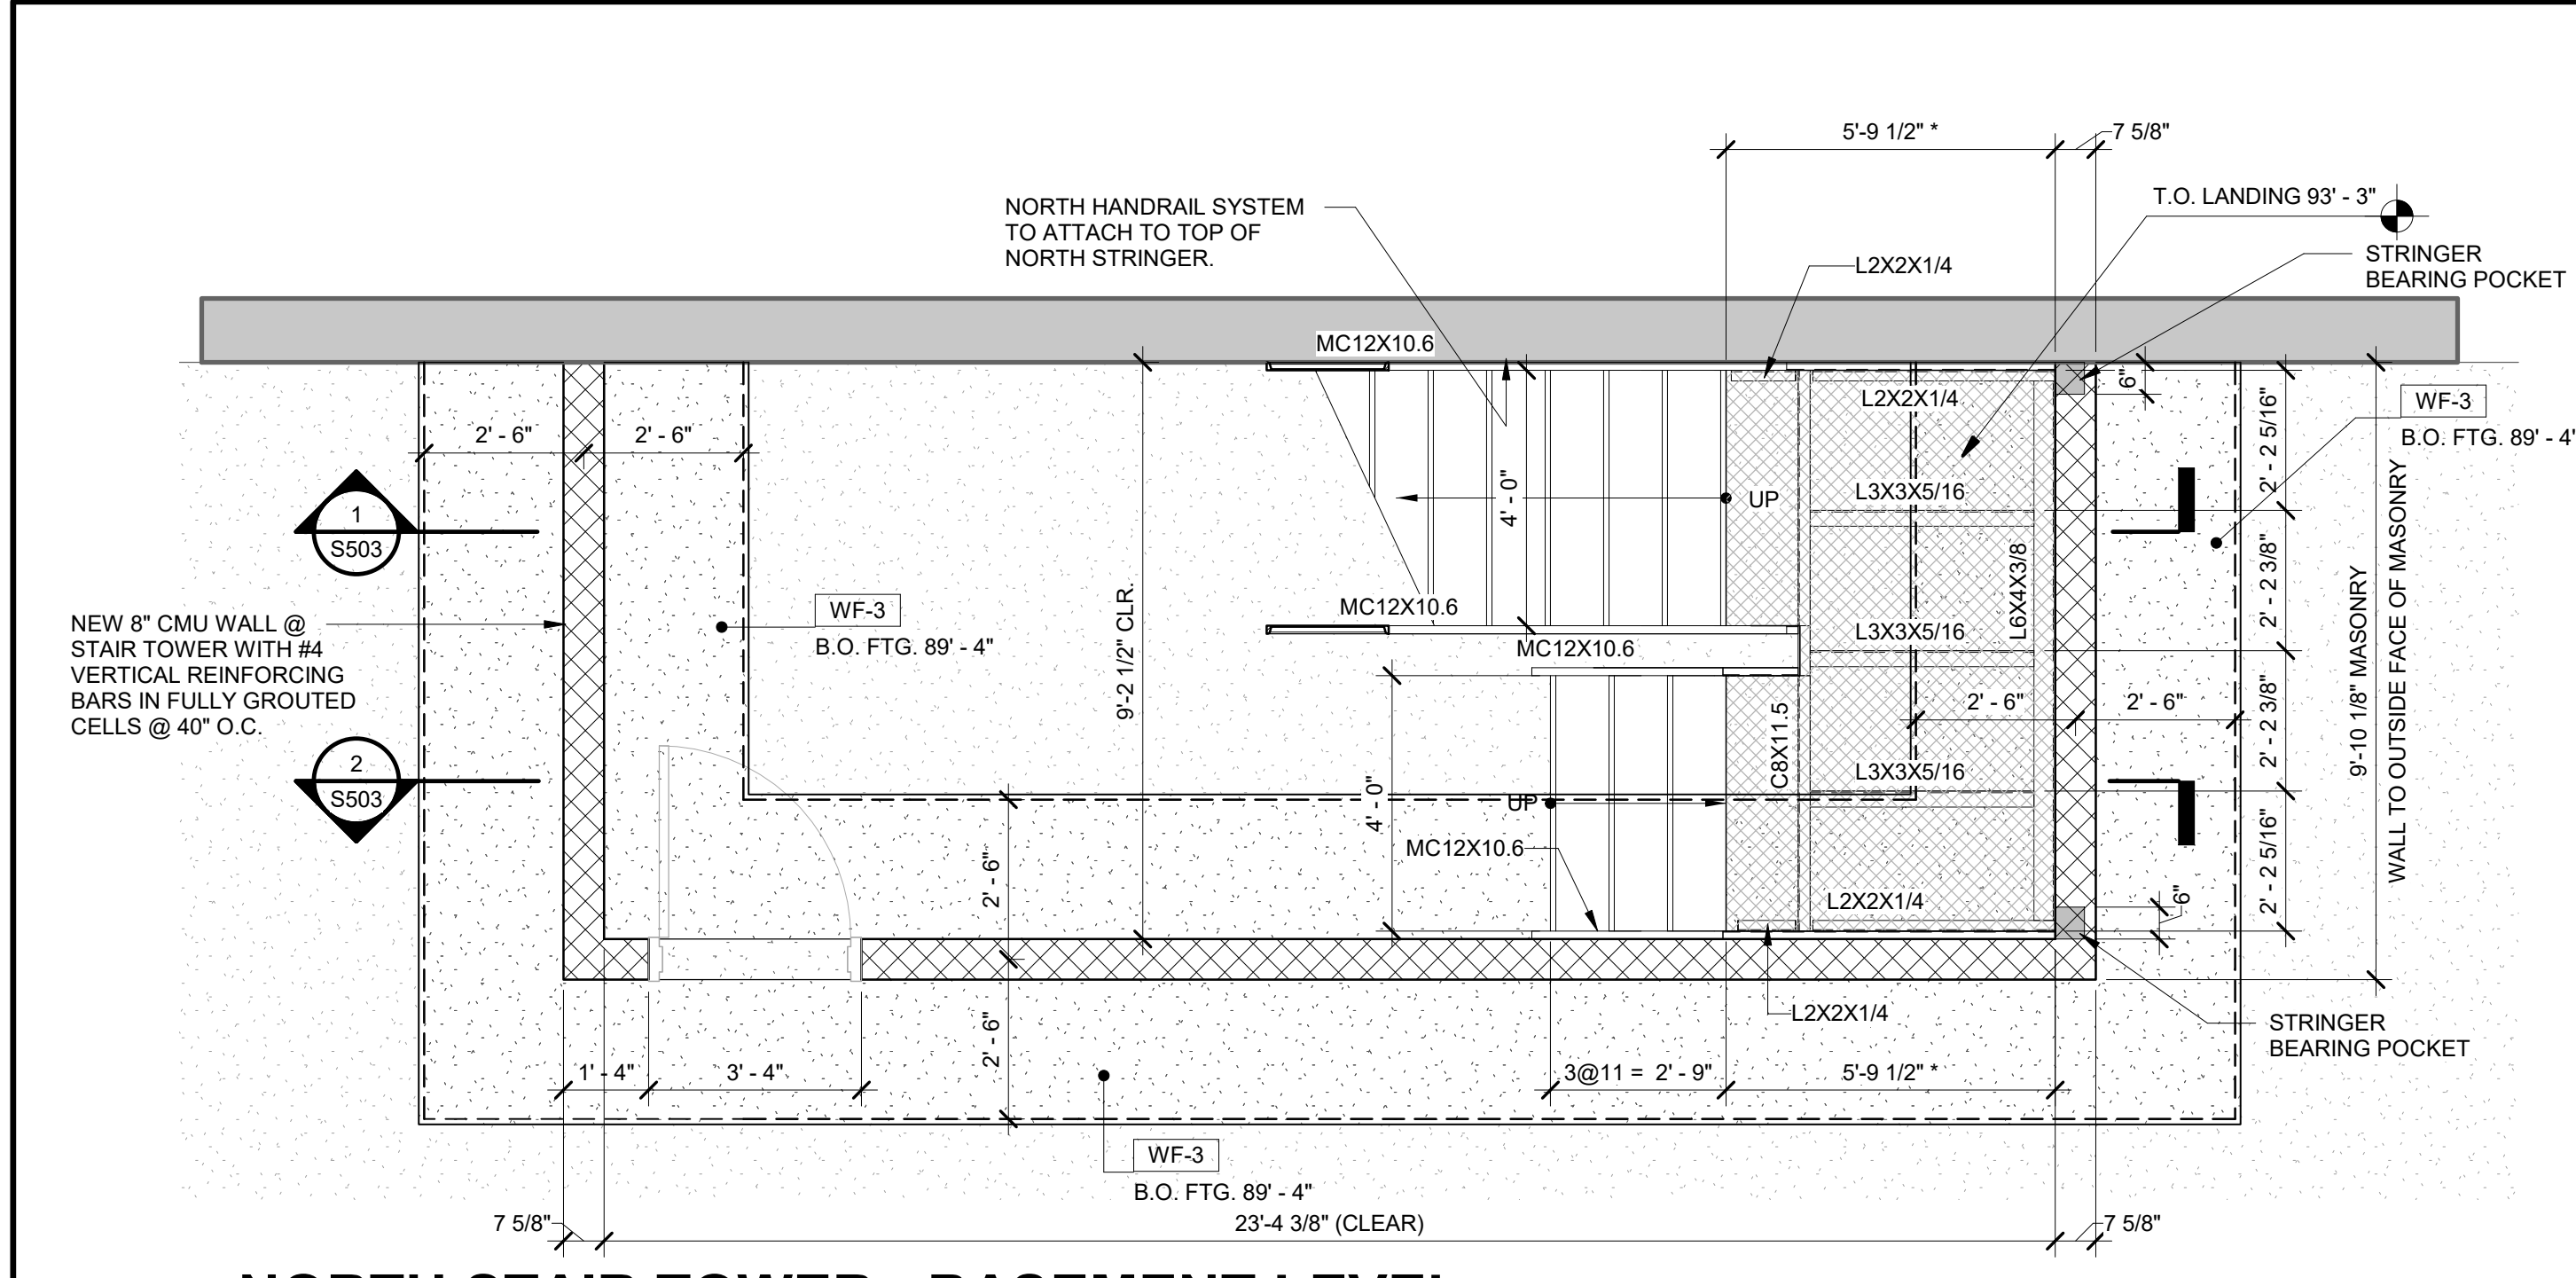 5'-9 1/2" *
7 5/8"
T.O. LANDING 93' - 3"
NORTH HANDRAIL SYSTEM
TO ATTACH TO TOP OF
NORTH STRINGER.
STRINGER
BEARING POCKET
L2X2X1/4
MC12X10.6
6"
L2X2X1/4
WF-3
B.O. FTG. 89' - 4"
2' - 6"
2' - 6"
2' - 2 5/16"
4' - 0"
UP
L3X3X5/16
1
S503
L6X4X3/8
2' - 2 3/8"
9'-10 1/8" MASONRY
WALL TO OUTSIDE FACE OF MASONRY
NEW 8" CMU WALL @
STAIR TOWER WITH #4
VERTICAL REINFORCING
BARS IN FULLY GROUTED
CELLS @ 40" O.C.
WF-3
B.O. FTG. 89' - 4"
9'-2 1/2" CLR.
MC12X10.6
MC12X10.6
L3X3X5/16
2' - 6"
2' - 6"
2' - 2 3/8"
C8X11.5
2
S503
L3X3X5/16
4' - 0"
UP
MC12X10.6
2' - 6"
L2X2X1/4
6"
2' - 2 5/16"
L2X2X1/4
STRINGER
BEARING POCKET
2' - 6"
1' - 4"
3' - 4"
3@11 = 2' - 9"
5'-9 1/2" *
WF-3
B.O. FTG. 89' - 4"
7 5/8"
23'-4 3/8" (CLEAR)
7 5/8"
NORTH STAIR TOWER - BASEMENT LEVEL